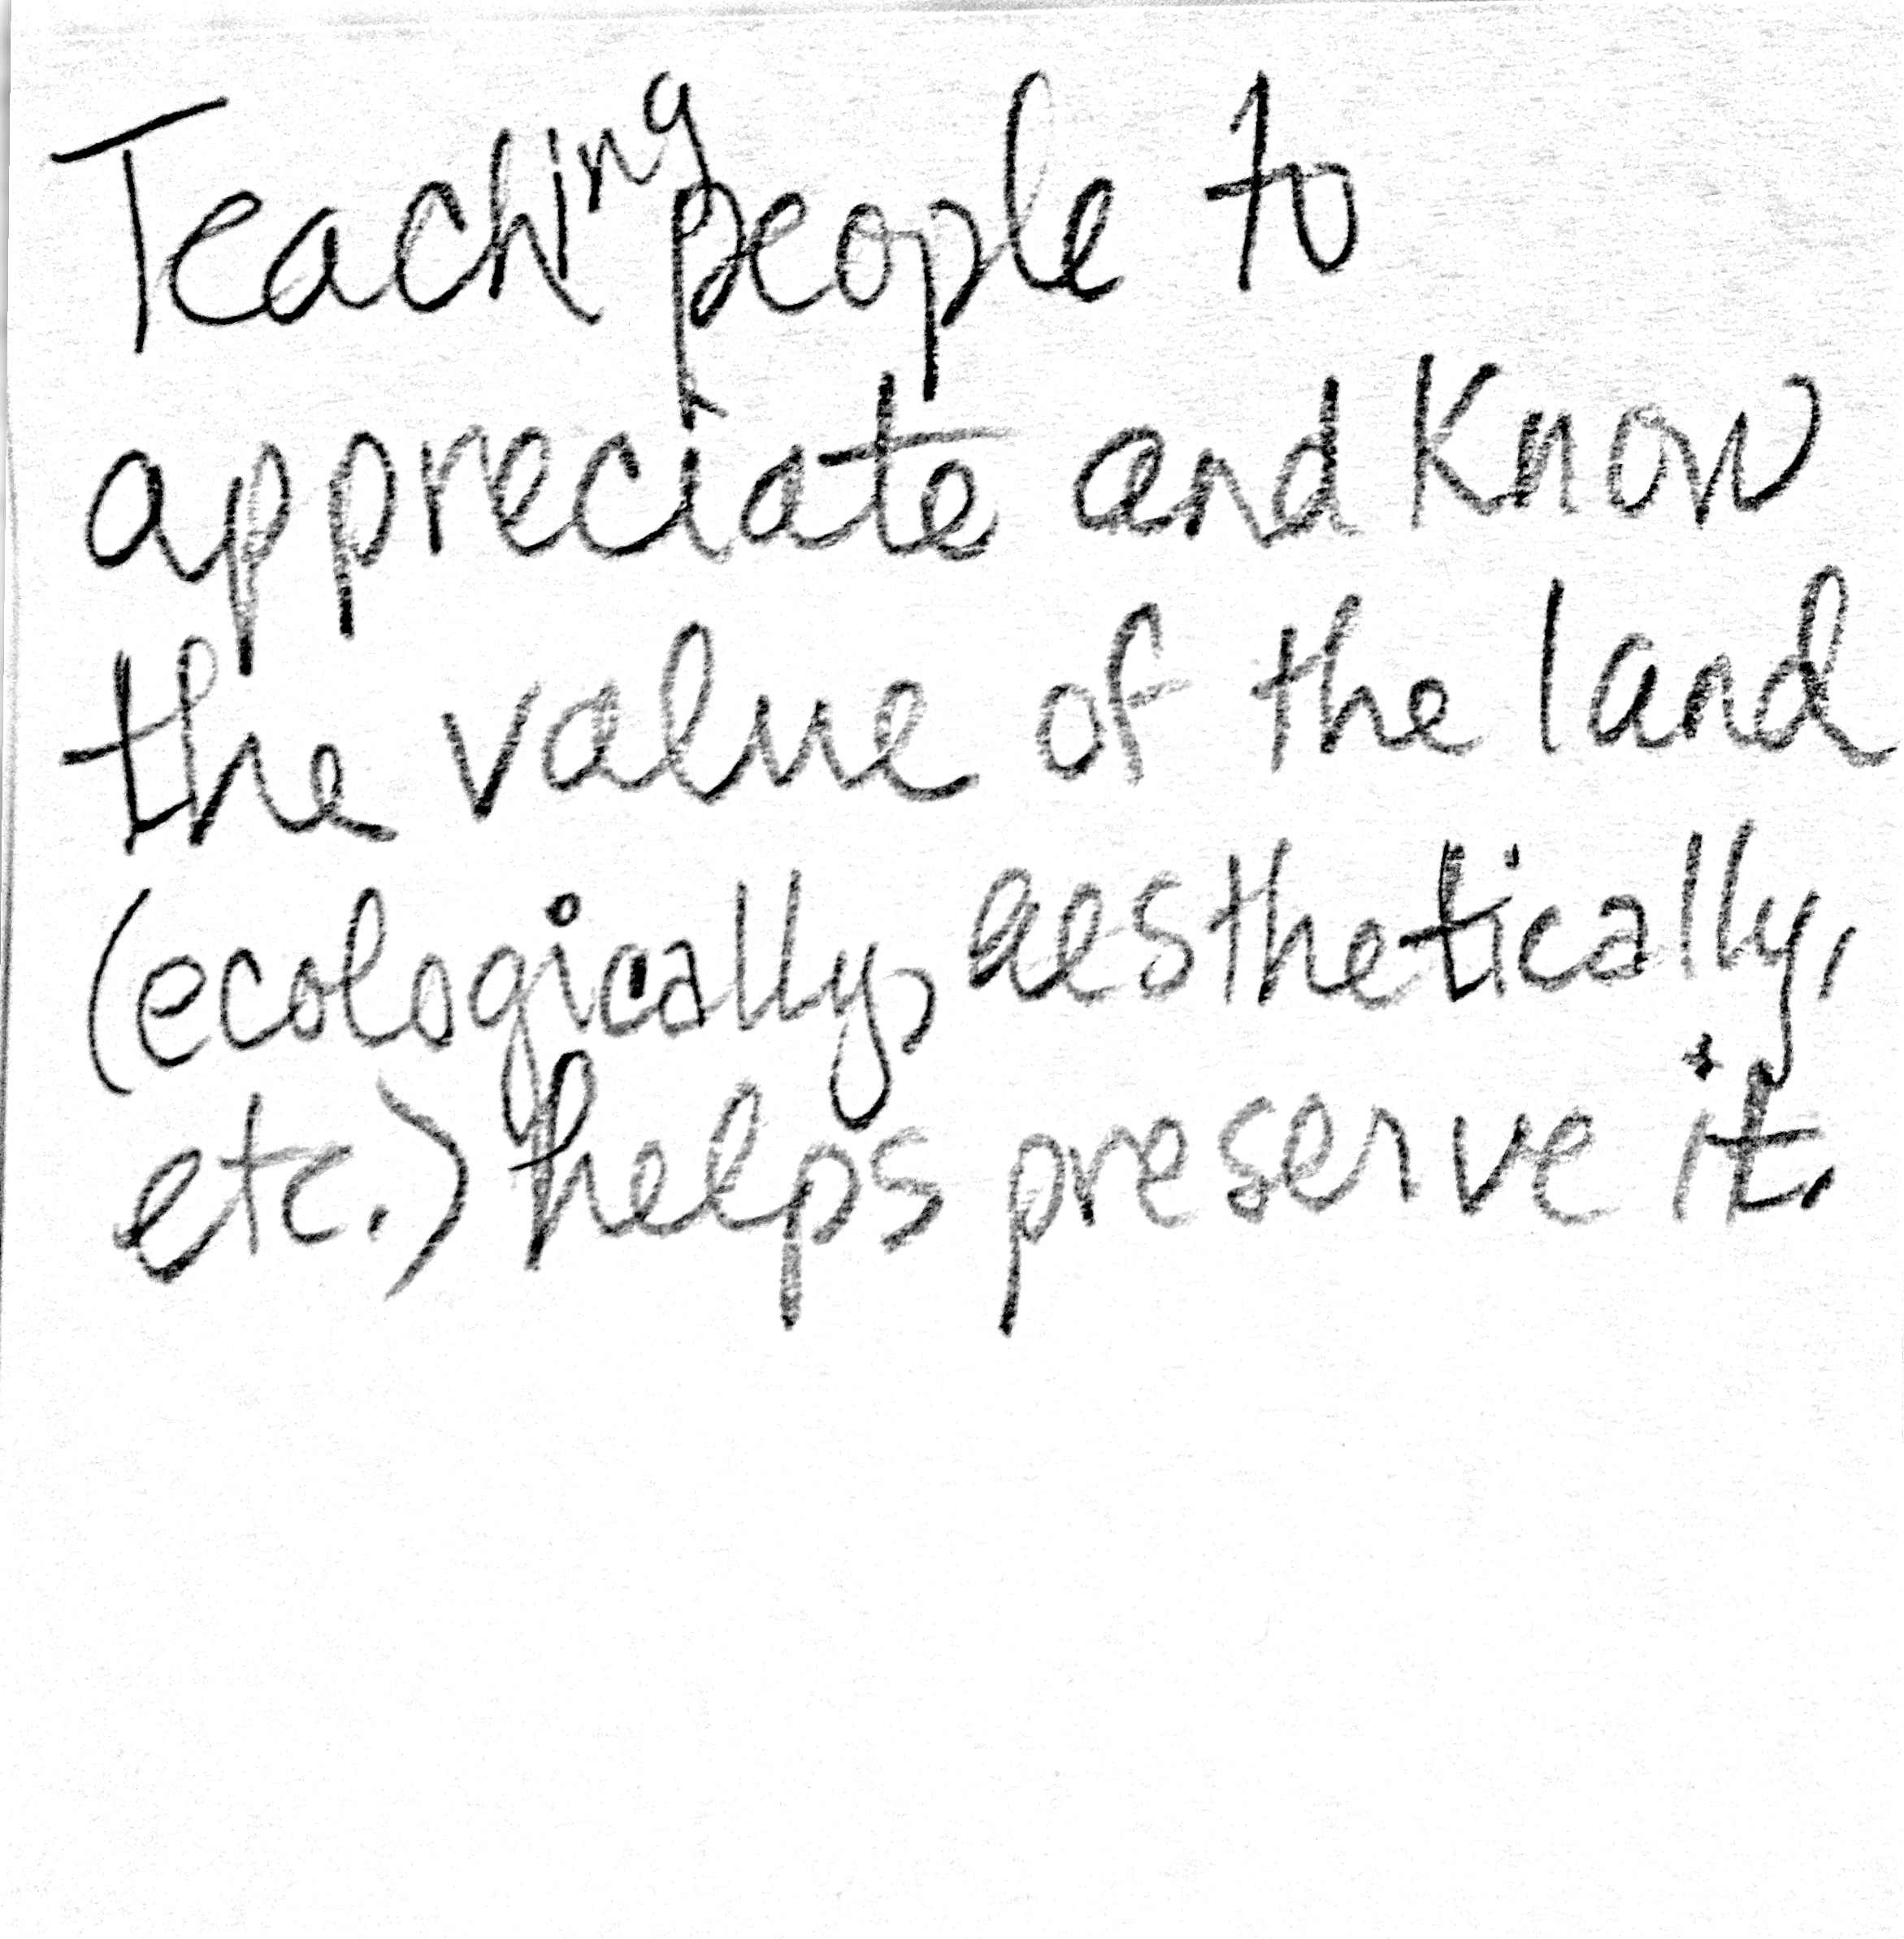 Teaching people to
appreciate and know
the value of the land
(ecologically, aesthetically,
etc.) helps preserve it.